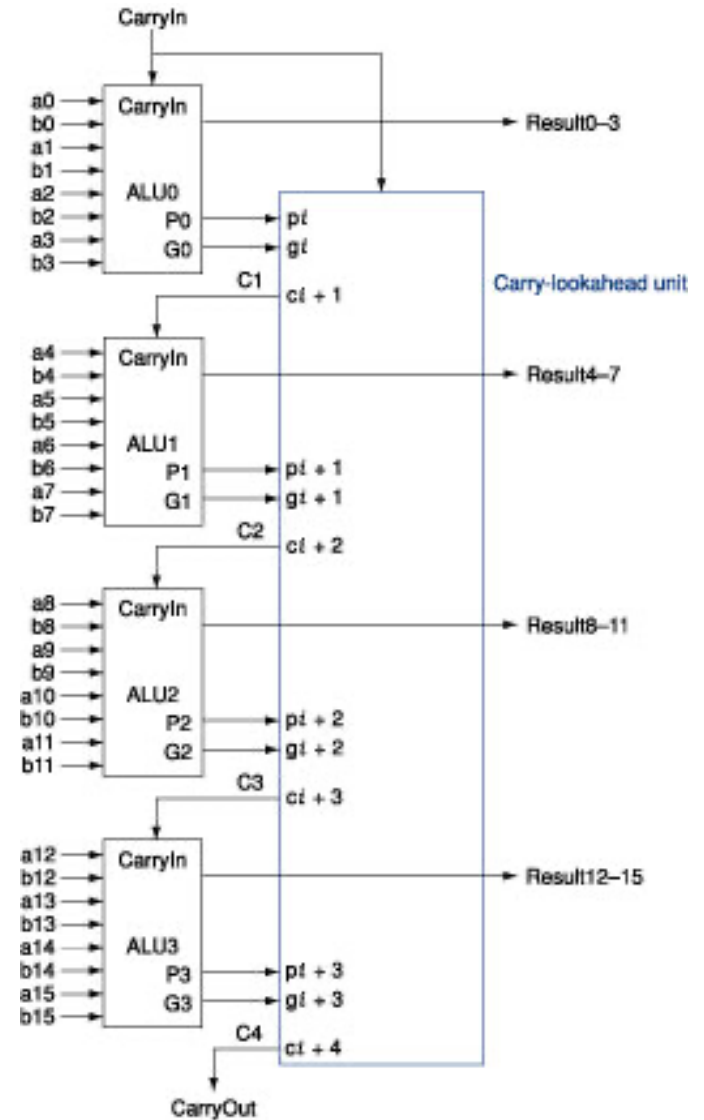 CarryIn
a0
b0
a1
b1
a2
b2
a3
b3
CarryIn
ALU0
P0
G0
Result0–3
pi
gi
C1
ci + 1
Carry-lookahead unit
a4
b4
a5
b5
a6
b6
a7
b7
CarryIn
ALU1
P1
G1
Result4–7
pi + 1
gi + 1
C2
ci + 2
a8
b8
a9
b9
a10
b10
a11
b11
CarryIn
ALU2
P2
G2
Result8–11
pi + 2
gi + 2
C3
ci + 3
a12
b12
a13
b13
a14
b14
a15
b15
CarryIn
ALU3
P3
G3
Result12–15
pi + 3
gi + 3
C4
ci + 4
CarryOut